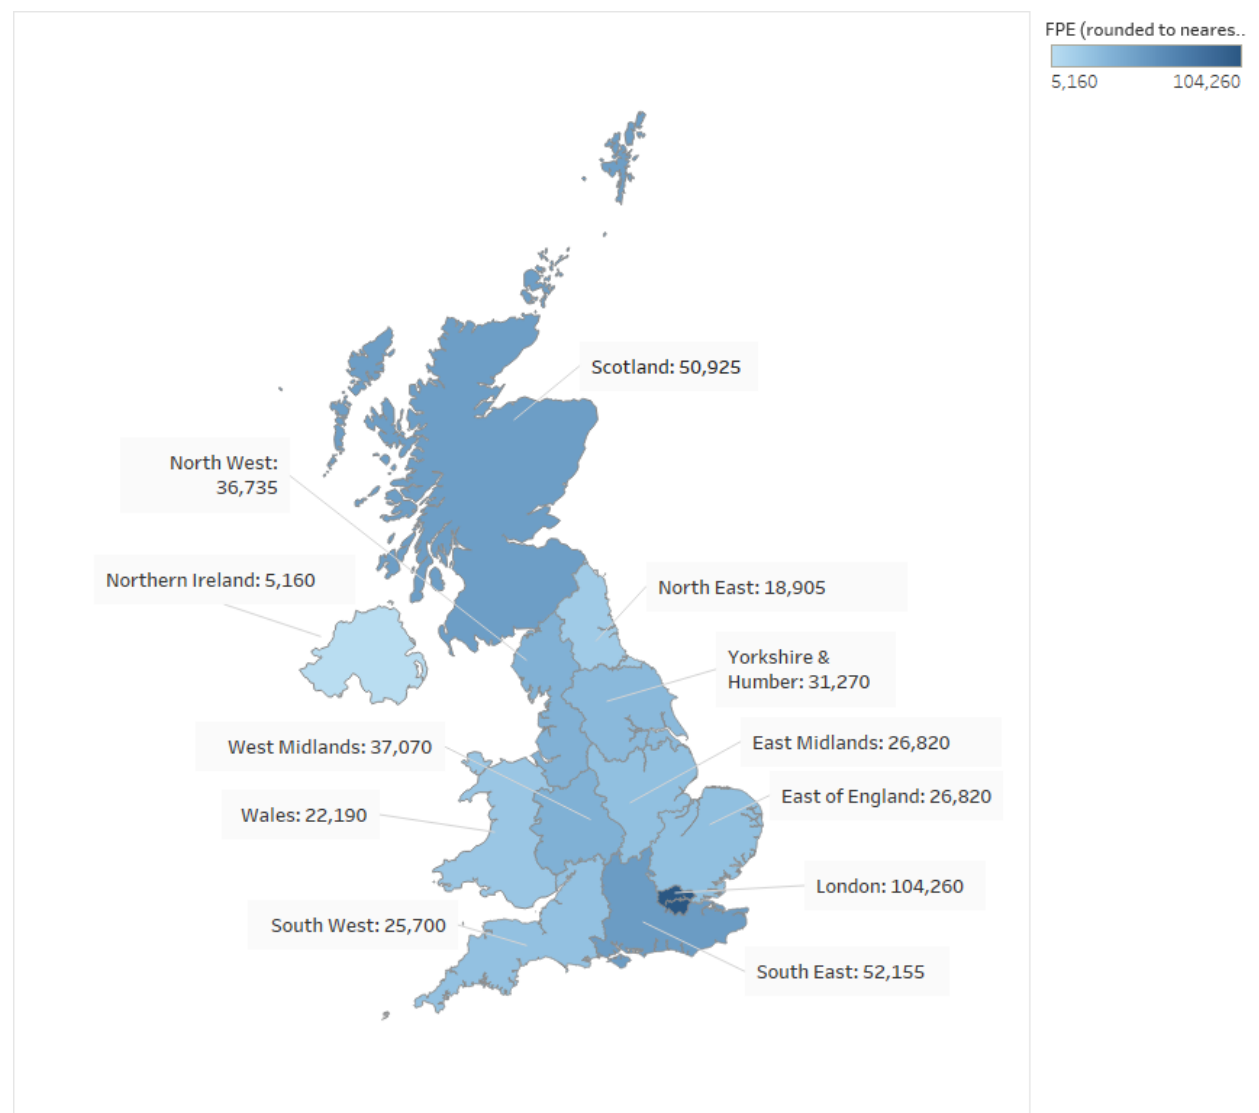 FPE (rounded to neares..
5,160 104,260
Scotland: 50,925
North West:
36,735
Northern Ireland: 5,160
North East: 18,905
Yorkshire &
Humber: 31,270
West Midlands: 37,070
East Midlands: 26,820
East of England: 26,820
Wales: 22,190
London: 104,260
South West: 25,700
South East: 52,155